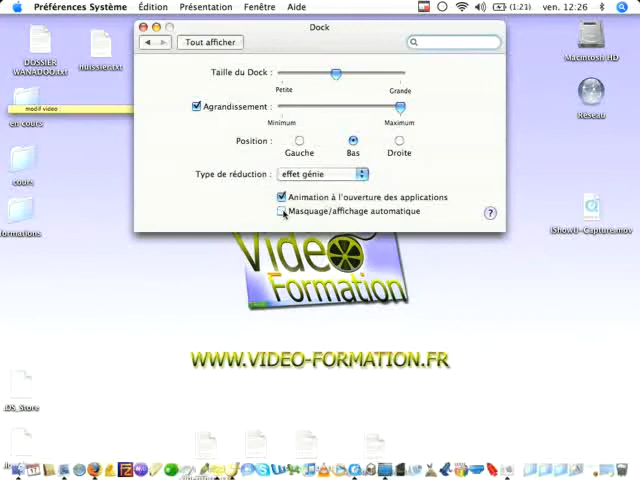 Préférences Système Édition Présentation Fenêtre Aide (1:21) ven. 12:26
Dock
Tout afficher
Taille du Dock :
Petite Grande
Agrandissement :
Minimum Maximum
Position :
Gauche Bas Droite
Type de réduction : effet génie
Animation à l'ouverture des applications
Masquage/affichage automatique
?
DOSSIER
WANADOO.txt
huissier.txt
modif video
en-cours
cours
formations
Macintosh HD
Réseau
iShowU-Capture.mov
Video
Formation
WWW.VIDEO-FORMATION.FR
.DS_Store